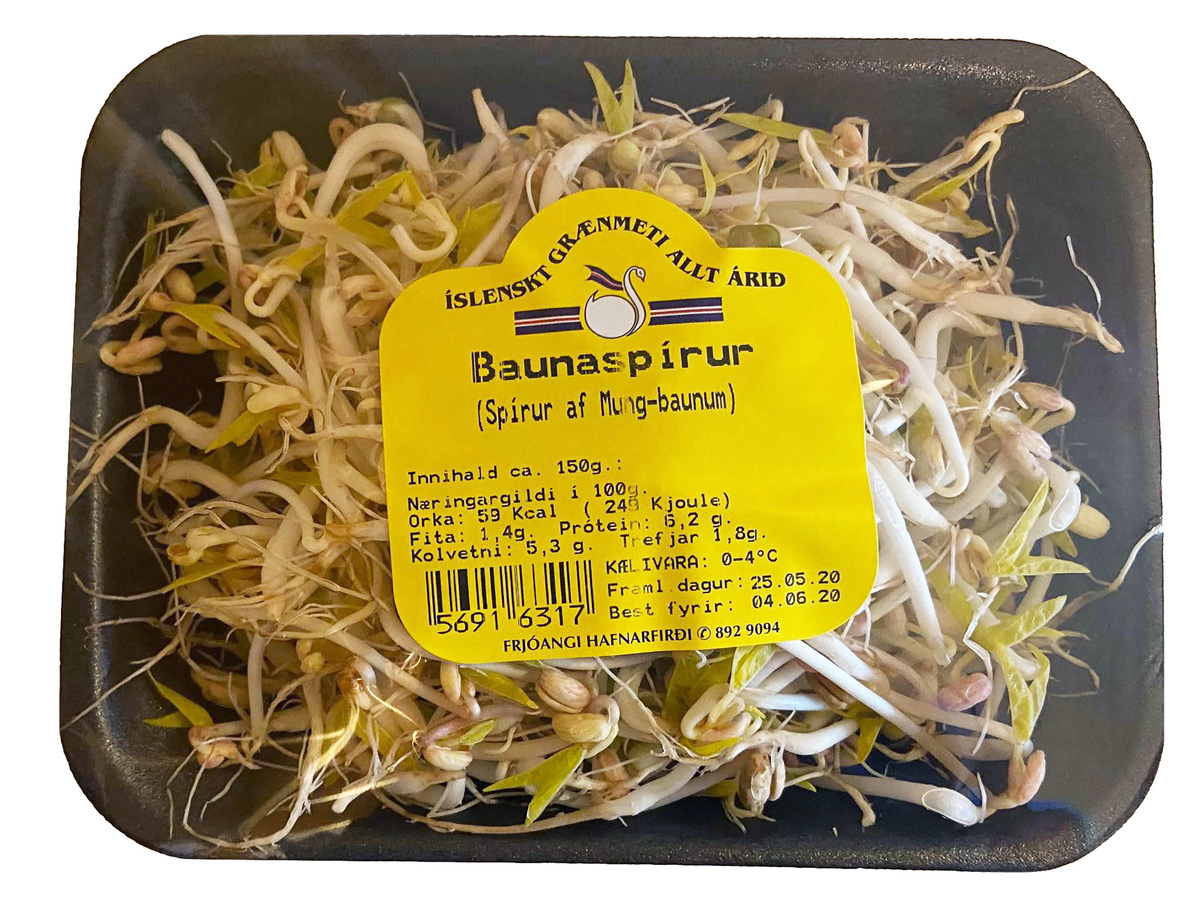 ÍSLENSKT GRÆNMETI ALLT ÁRIÐ
Baunaspírur
(Spírur af Mung-baunum)
Innihald ca. 150g.:
Næringargildi í 100g.
Orka: 59 Kcal ( 249 Kjoule)
Fita: 1,4g. Prótein: 6,2 g.
Kolvetni: 5,3 g. Trefjar 1,8g.
KÆLIVARA: 0-4°C
Framl.dagur: 25.05.20
Best fyrir: 04.06.20
5691 6317
FRJÓANGI HAFNARFIRÐI ✆ 892 9094